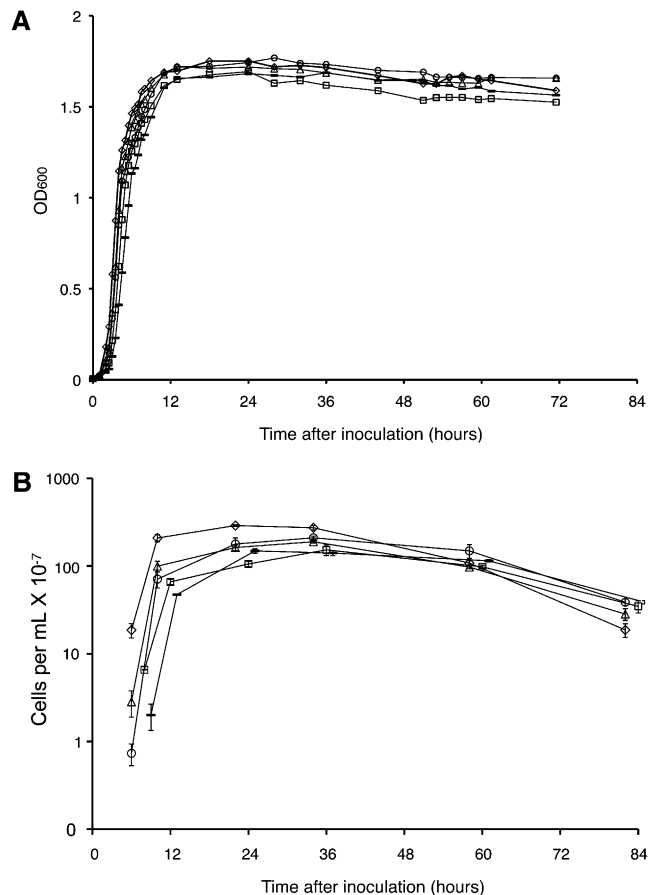 A
2
1.5
1
0.5
0
OD600
0 12 24 36 48 60 72 84
Time after inoculation (hours)
B
1000
100
10
1
0
Cells per mL X 10-7
0 12 24 36 48 60 72 84
Time after inoculation (hours)